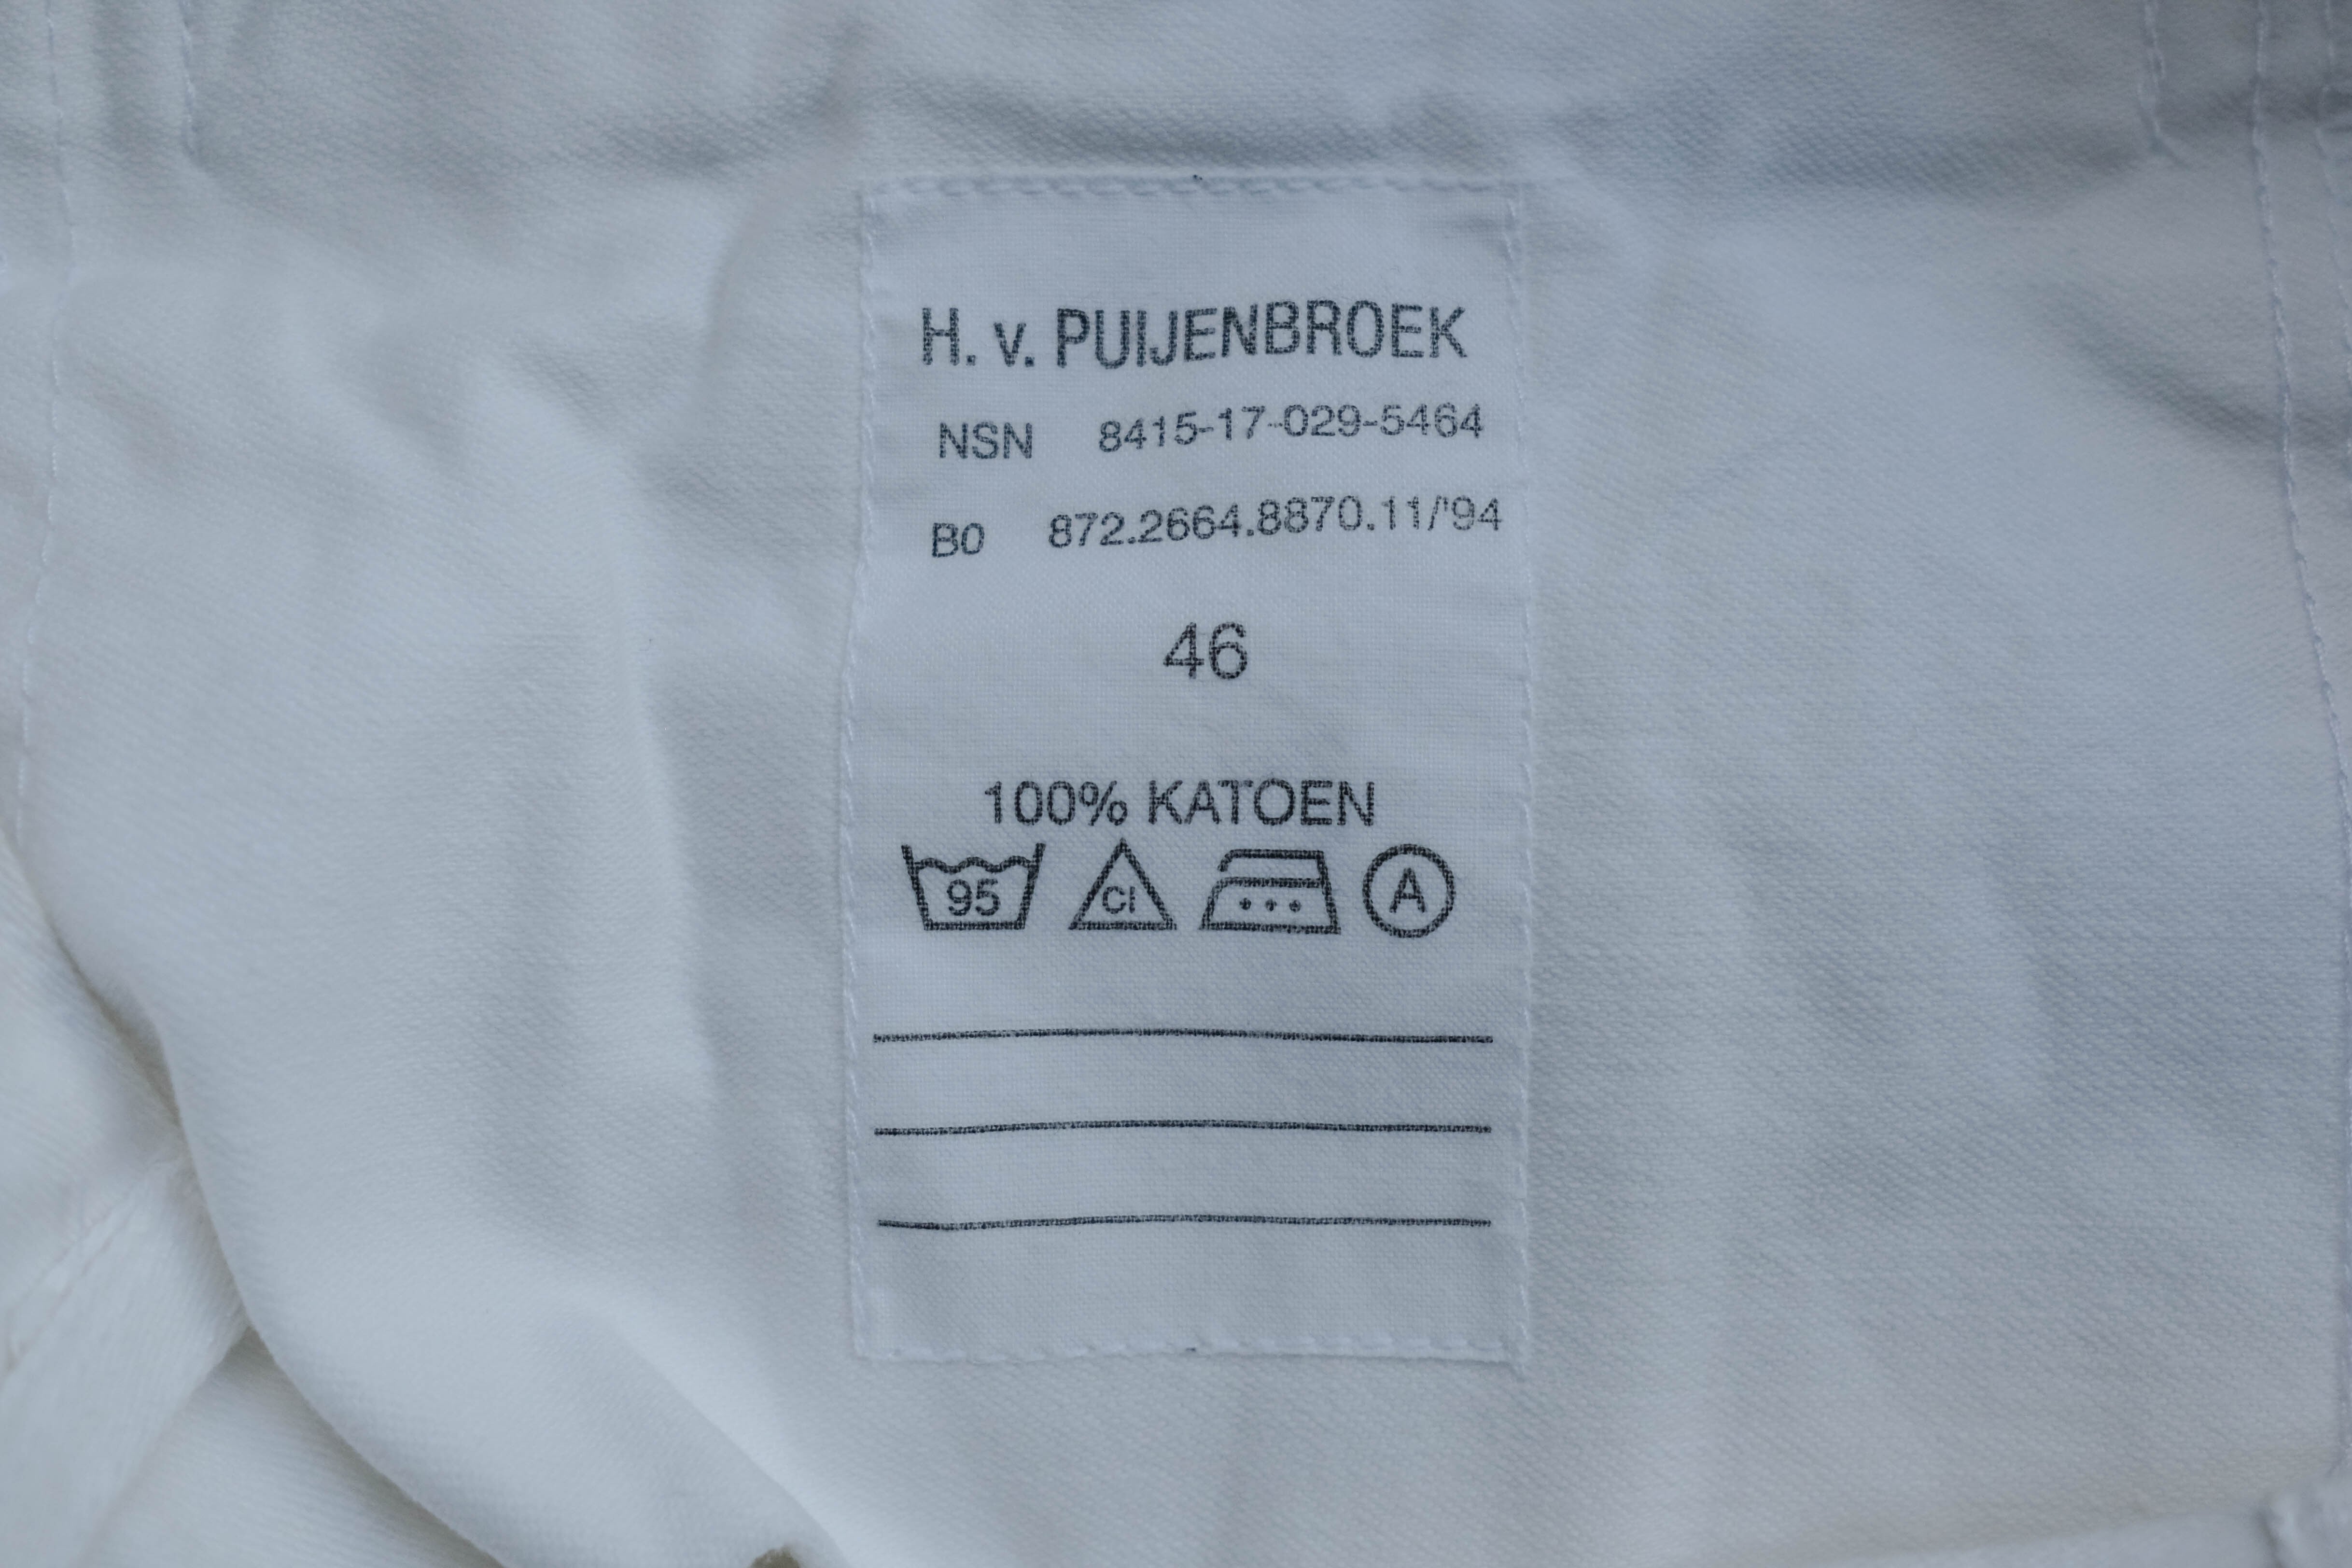 H. v. PUIJENBROEK
NSN 8415-17-029-5464
B0 872.2664.8870.11/'94
46
100% KATOEN
95 Cl A